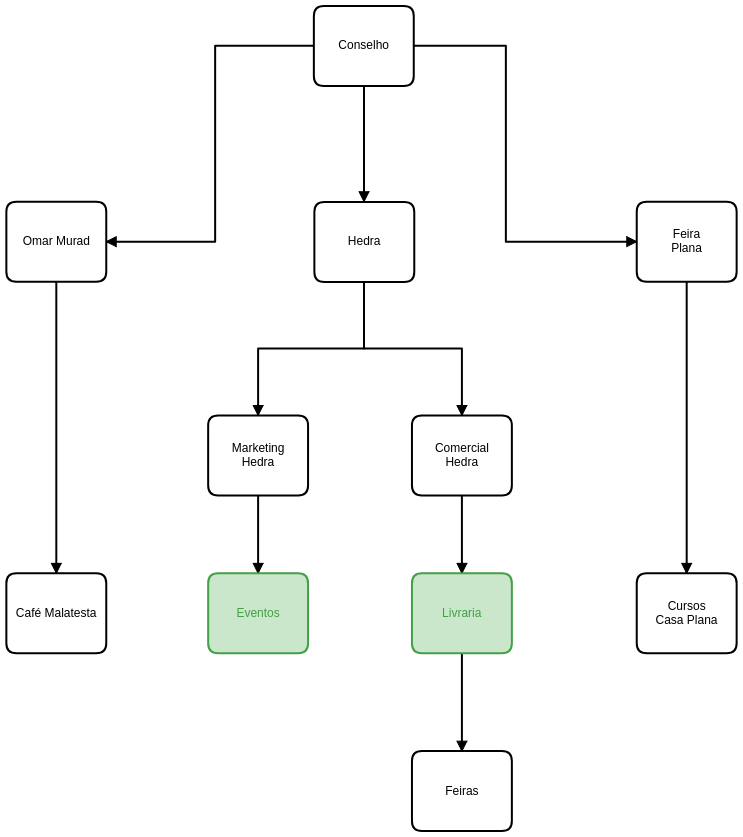 Conselho
Omar Murad
Hedra
Feira
Plana
Marketing
Hedra
Comercial
Hedra
Café Malatesta
Eventos
Livraria
Cursos
Casa Plana
Feiras